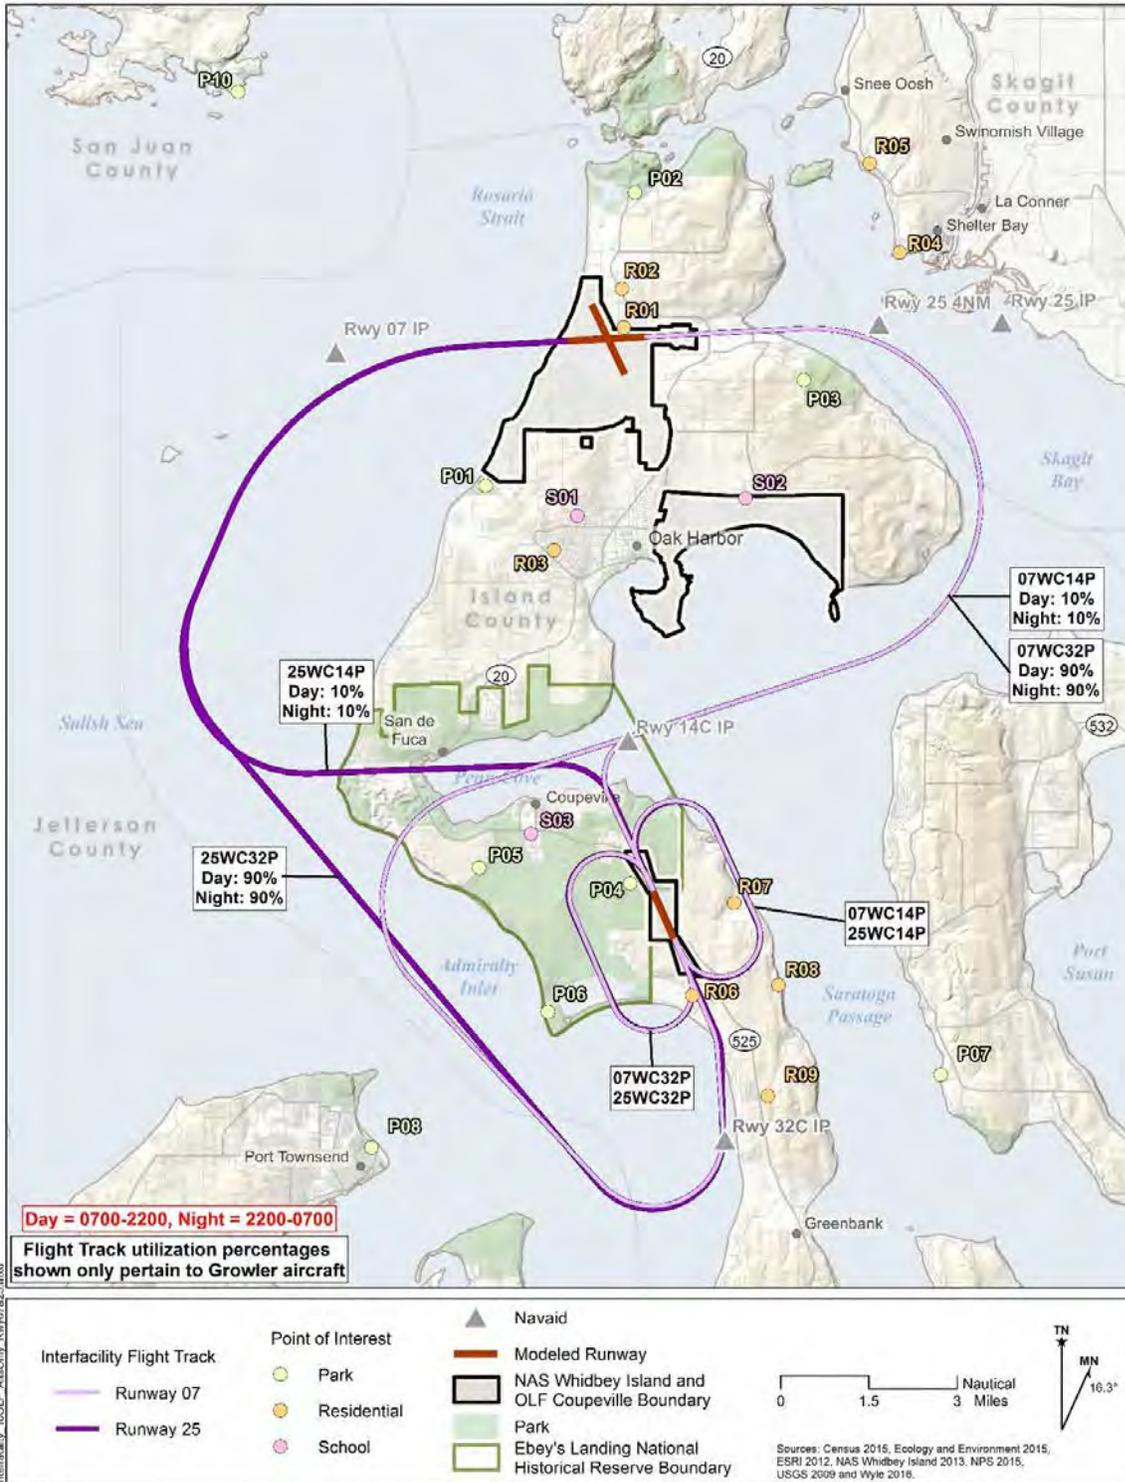 20
Snee Oosh
Skagit
County
P10
San Juan
County
Swinomish Village
R05
P02
Rosario
Strait
La Conner
Shelter Bay
R04
R02
Rwy 25 4NM
Rwy 25 IP
R01
Rwy 07 IP
P03
Skagit
Bay
P01
S01
S02
Oak Harbor
R03
Island
County
07WC14P
Day: 10%
Night: 10%
07WC32P
Day: 90%
Night: 90%
25WC14P
Day: 10%
Night: 10%
20
San de
Fuca
Rwy 14C IP
532
Salish Sea
Penn Cove
Coupeville
S03
Jefferson
County
25WC32P
Day: 90%
Night: 90%
P05
P04
R07
07WC14P
25WC14P
Admiralty
Inlet
R08
Port
Susan
P06
R06
Saratoga
Passage
525
P07
07WC32P
25WC32P
R09
P08
Rwy 32C IP
Port Townsend
Day = 0700-2200, Night = 2200-0700
Greenbank
Flight Track utilization percentages
shown only pertain to Growler aircraft
Interfacility Flight Track
Runway 07
Runway 25
Point of Interest
Park
Residential
School
Navaid
Modeled Runway
NAS Whidbey Island and
OLF Coupeville Boundary
Park
Ebey's Landing National
Historical Reserve Boundary
0 1.5 3
Nautical
Miles
TN
MN
16.3°
Sources: Census 2015, Ecology and Environment 2015,
ESRI 2012, NAS Whidbey Island 2013, NPS 2015,
USGS 2009 and Wyle 2016.